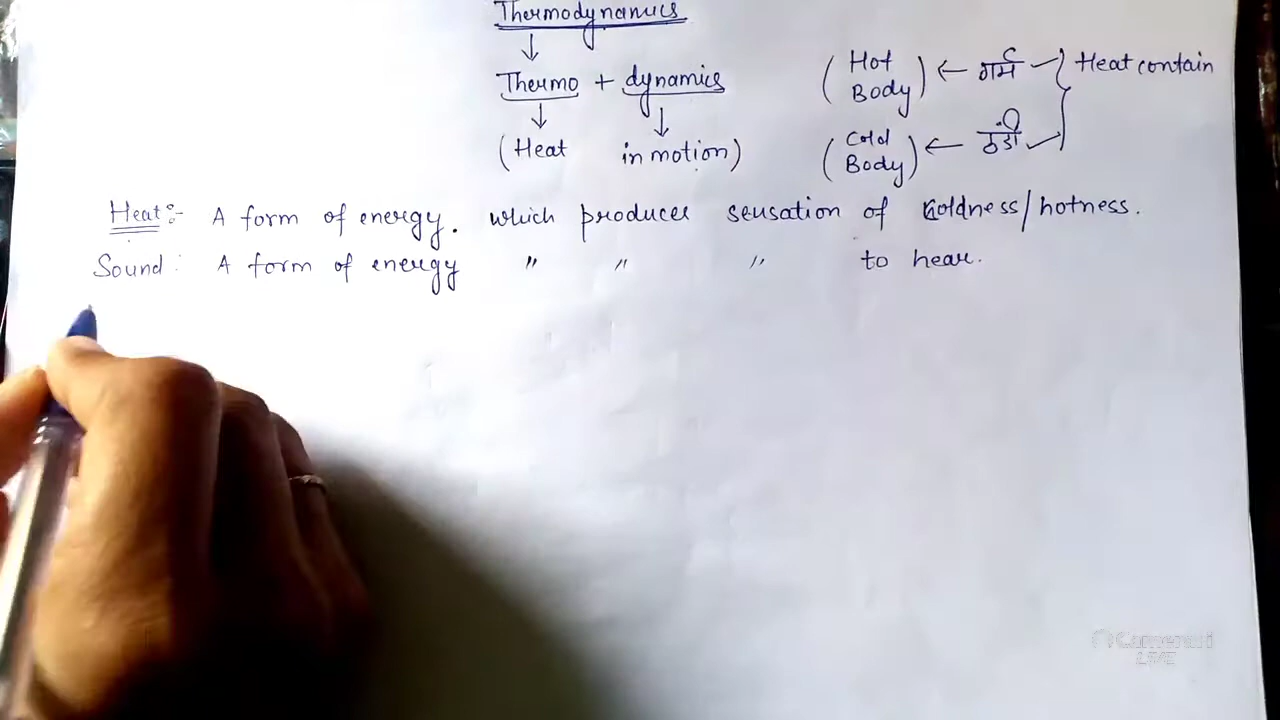 Thermodynamics
↓
Thermo + dynamics
↓ ↓
(Heat in motion)
(Hot Body) ← गर्म } Heat contain
(Cold Body) ← ठंडी
Heat:- A form of energy. which produces sensation of Coldness/hotness.
Sound: A form of energy " " " to hear.
LIVE